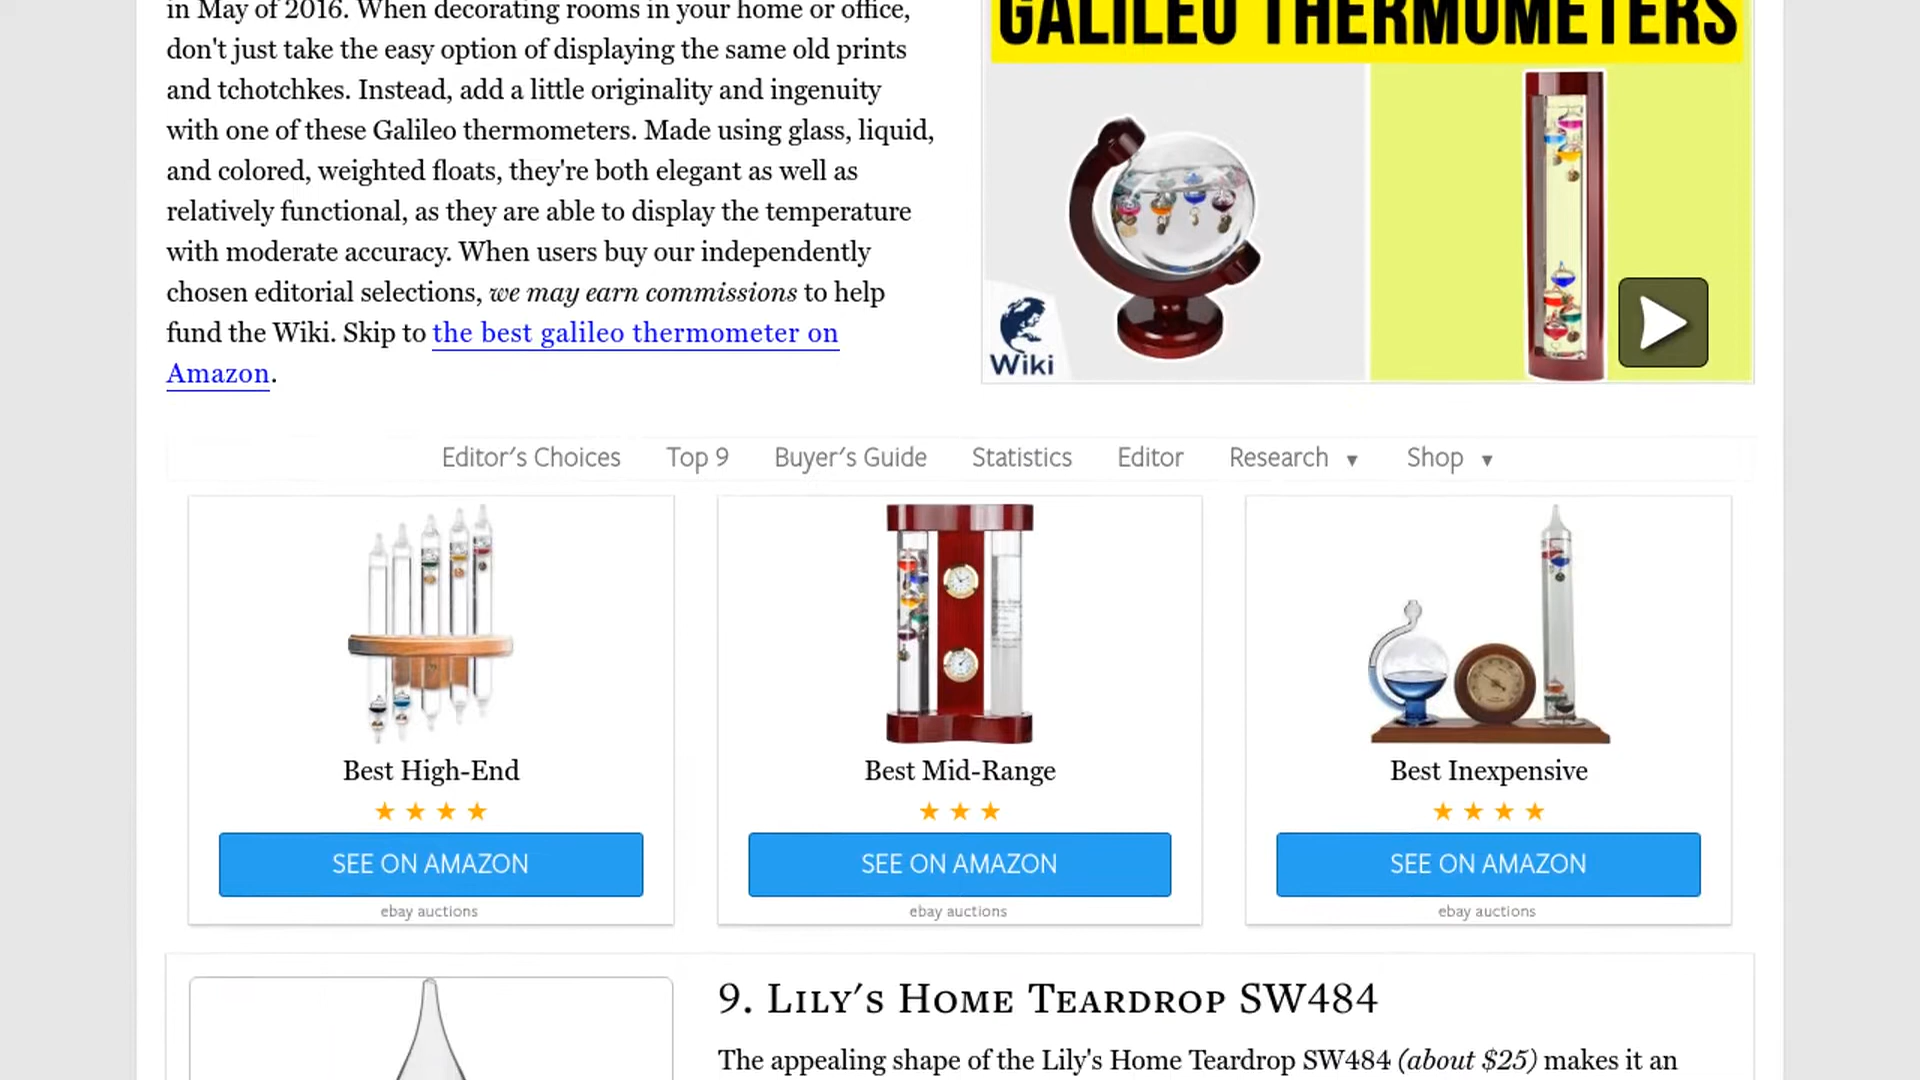 in May of 2016. When decorating rooms in your home or office,
don't just take the easy option of displaying the same old prints
and tchotchkes. Instead, add a little originality and ingenuity
with one of these Galileo thermometers. Made using glass, liquid,
and colored, weighted floats, they're both elegant as well as
relatively functional, as they are able to display the temperature
with moderate accuracy. When users buy our independently
chosen editorial selections, we may earn commissions to help
fund the Wiki. Skip to the best galileo thermometer on
Amazon.
GALILEO THERMOMETERS
Wiki
Editor's Choices Top 9 Buyer's Guide Statistics Editor Research ▼ Shop ▼
Best High-End
★ ★ ★ ★
SEE ON AMAZON
ebay auctions
Best Mid-Range
★ ★ ★
SEE ON AMAZON
ebay auctions
Best Inexpensive
★ ★ ★ ★
SEE ON AMAZON
ebay auctions
9. Lily's Home Teardrop SW484
The appealing shape of the Lily's Home Teardrop SW484 (about $25) makes it an